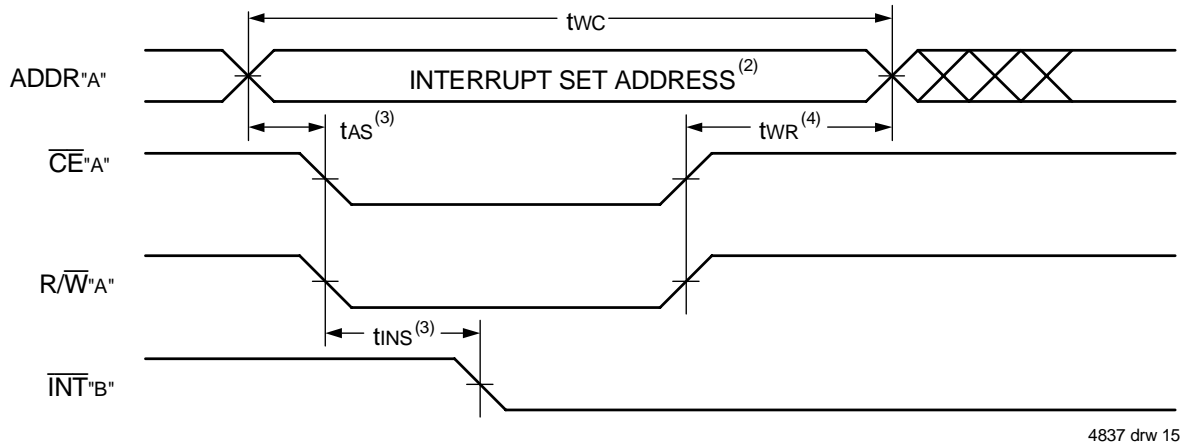 tWC
ADDR"A"
INTERRUPT SET ADDRESS(2)
tAS(3)
tWR(4)
CE"A"
R/W"A"
tINS(3)
INT"B"
4837 drw 15